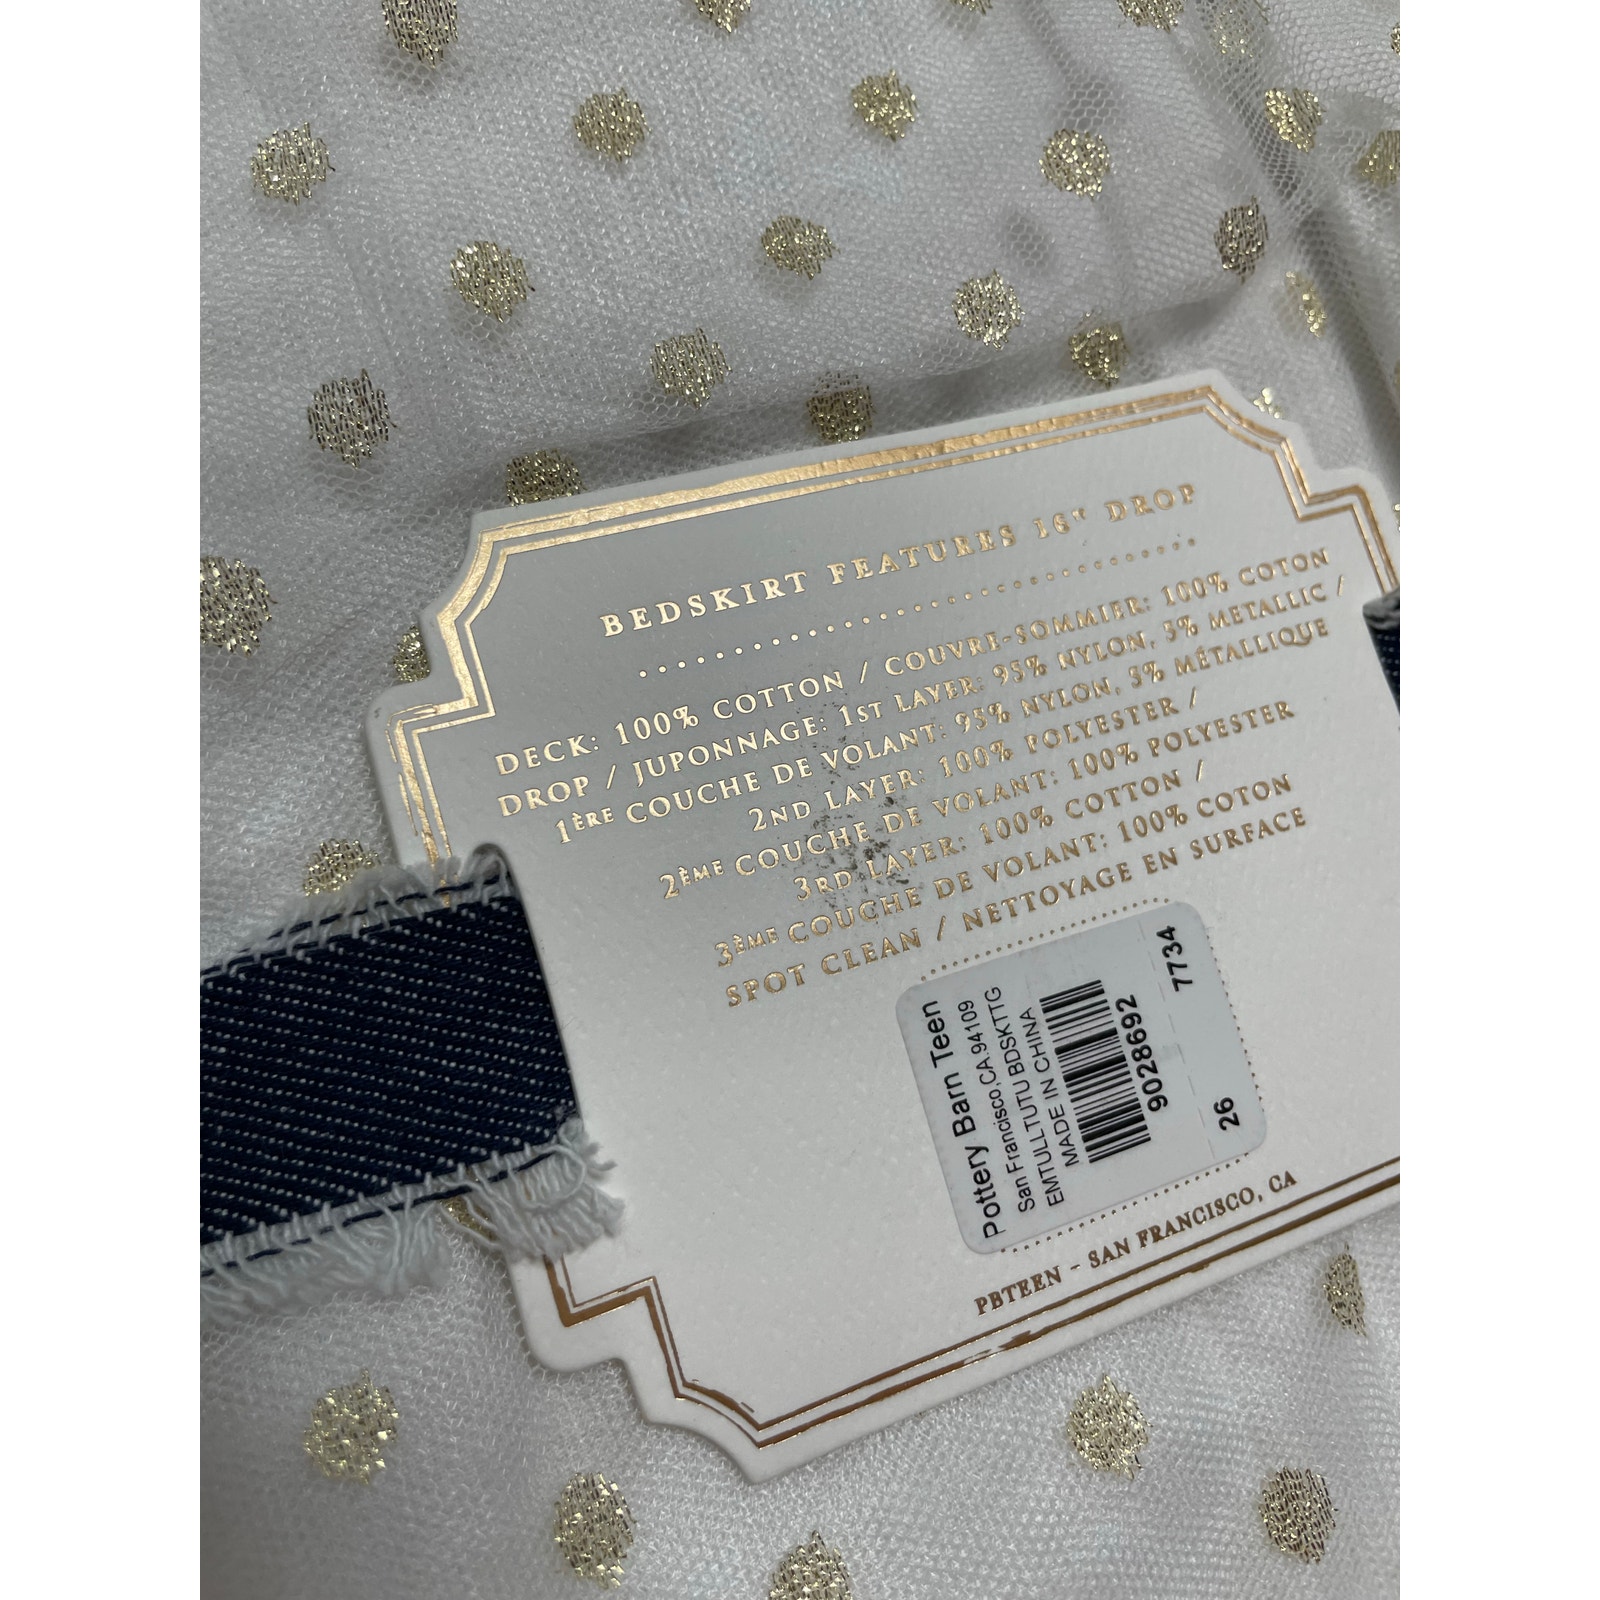 BEDSKIRT FEATURES 16" DROP
DECK: 100% COTTON / COUVRE-SOMMIER: 100% COTON
DROP / JUPONNAGE: 1ST LAYER: 95% NYLON, 5% METALLIC /
1ÈRE COUCHE DE VOLANT: 95% NYLON, 5% MÉTALLIQUE
2ND LAYER: 100% POLYESTER /
2ÈME COUCHE DE VOLANT: 100% POLYESTER
3RD LAYER: 100% COTTON /
3ÈME COUCHE DE VOLANT: 100% COTON
SPOT CLEAN / NETTOYAGE EN SURFACE
Pottery Barn Teen
San Francisco,CA.94109
SAN TUTU BDSKTTG
EMTULLTUTU BDSKTTG
MADE IN CHINA
9028692
26 7734
PBTEEN - SAN FRANCISCO, CA